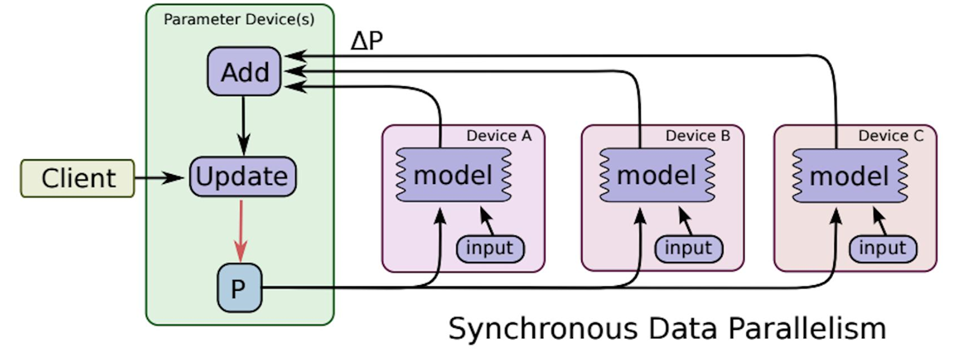 Parameter Device(s)
ΔP
Add
Device A
Device B
Device C
Client
Update
model
model
model
input
input
input
P
Synchronous Data Parallelism